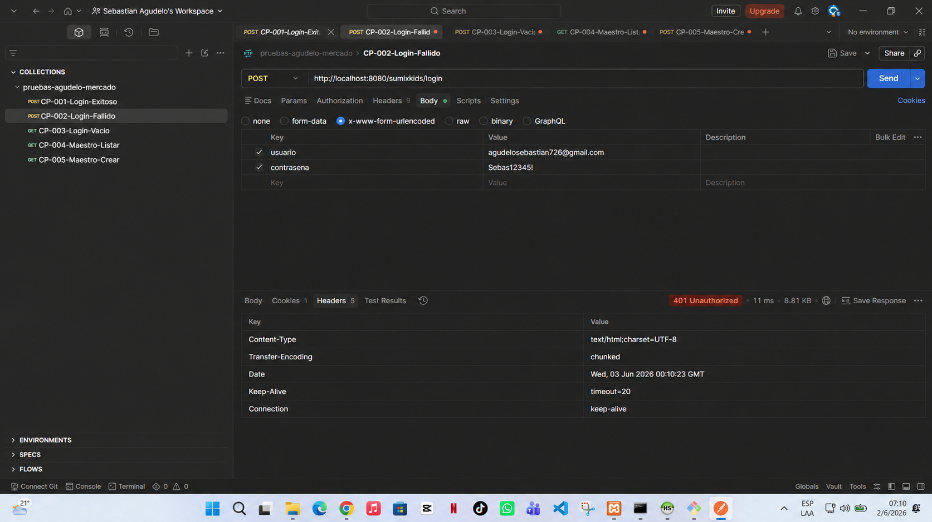 Sebastian Agudelo's Workspace
Search
Invite
Upgrade
POST CP-001-Login-Exit
POST CP-002-Login-Fallid
POST CP-003-Login-Vaci
GET CP-004-Maestro-List
POST CP-005-Maestro-Cre
No environment
COLLECTIONS
pruebas-agudelo-mercado
POST CP-001-Login-Exitoso
POST CP-002-Login-Fallido
GET CP-003-Login-Vacio
GET CP-004-Maestro-Listar
GET CP-005-Maestro-Crear
ENVIRONMENTS
SPECS
FLOWS
HTTP
pruebas-agudelo-mercado > CP-002-Login-Fallido
Save
Share
POST
http://localhost:8080/sumixkids/login
Send
Docs
Params
Authorization
Headers 9
Body
Scripts
Settings
Cookies
none
form-data
x-www-form-urlencoded
raw
binary
GraphQL
Key Value Description Bulk Edit
usuario agudelosebastian726@gmail.com
contrasena Sebas12345!
Key Value Description
Body
Cookies 1
Headers 5
Test Results
401 Unauthorized
11 ms
8.81 KB
Save Response
Key Value
Content-Type text/html;charset=UTF-8
Transfer-Encoding chunked
Date Wed, 03 Jun 2026 00:10:23 GMT
Keep-Alive timeout=20
Connection keep-alive
Connect Git
Console
Terminal
0
0
Globals
Vault
Tools
21°
ESP
LAA
07:10
2/6/2026